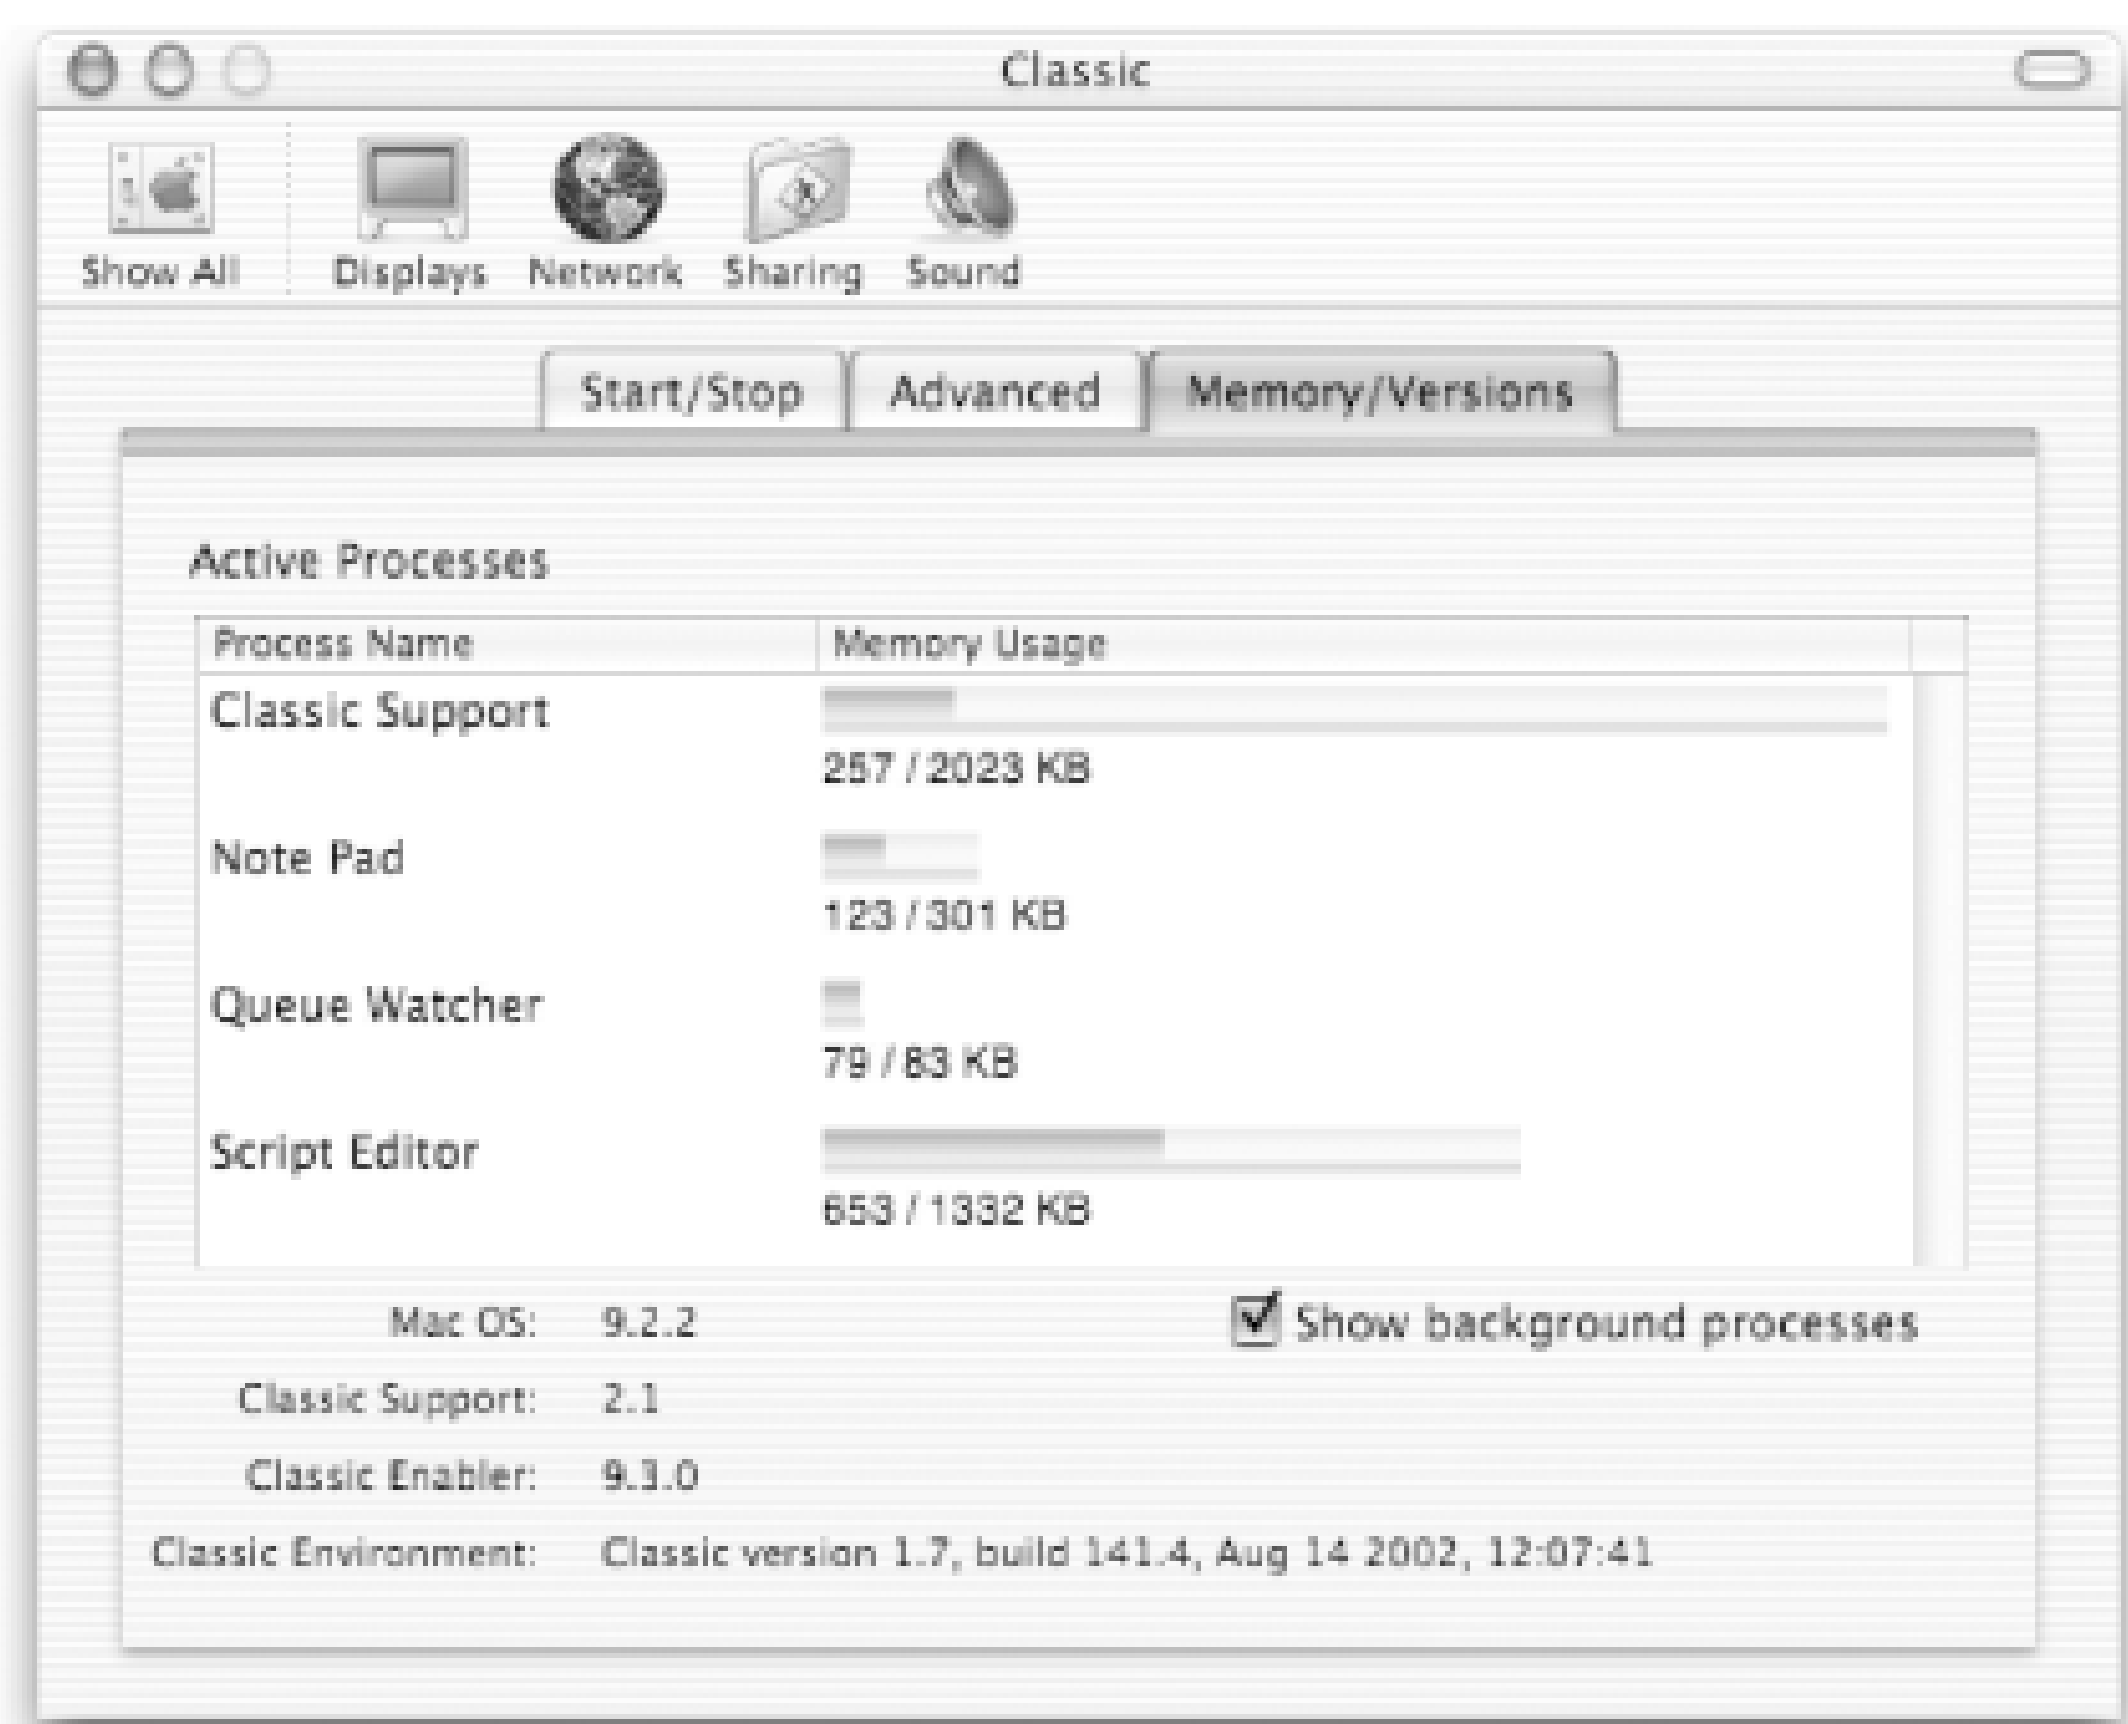 Classic
Show All Displays Network Sharing Sound
Start/Stop Advanced Memory/Versions
Active Processes
Process Name Memory Usage
Classic Support
257 / 2023 KB
Note Pad
123 / 301 KB
Queue Watcher
79 / 83 KB
Script Editor
653 / 1332 KB
Mac OS: 9.2.2 Show background processes
Classic Support: 2.1
Classic Enabler: 9.3.0
Classic Environment: Classic version 1.7, build 141.4, Aug 14 2002, 12:07:41